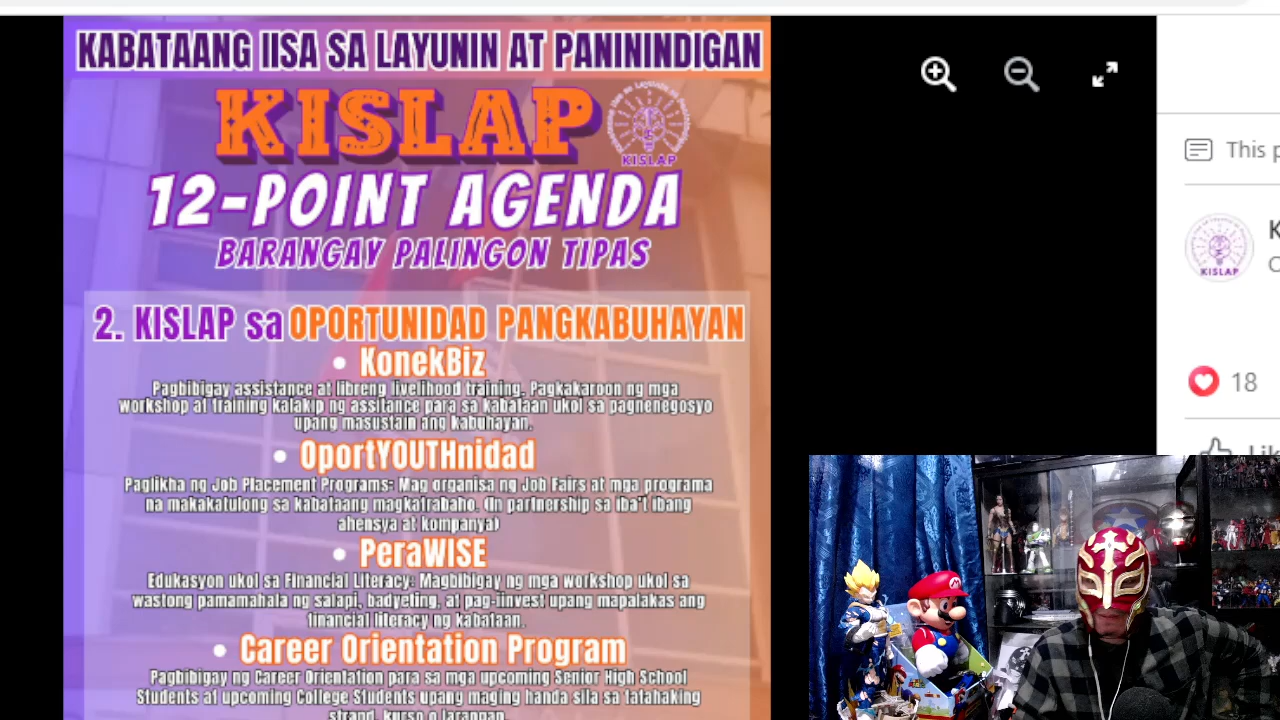 KABATAANG IISA SA LAYUNIN AT PANININDIGAN
KISLAP
KISLAP
12-POINT AGENDA
BARANGAY PALINGON TIPAS
2. KISLAP sa OPORTUNIDAD PANGKABUHAYAN
• KonekBiz
Pagbibigay assistance at libreng livelihood training. Pagkakaroon ng mga
workshop at training kalakip ng assitance para sa kabataan ukol sa pagnenegosyo
upang masustain ang kabuhayan.
• OportYOUTHnidad
Paglikha ng Job Placement Programs: Mag organisa ng Job Fairs at mga programa
na makakatulong sa kabataang magkatrabaho. (In partnership sa iba't ibang
ahensya at kompanya)
• PeraWISE
Edukasyon ukol sa Financial Literacy: Magbibigay ng mga workshop ukol sa
wastong pamamahala ng salapi, badyeting, at pag-iinvest upang mapalakas ang
financial literacy ng kabataan.
• Career Orientation Program
Pagbibigay ng Career Orientation para sa mga upcoming Senior High School
Students at upcoming College Students upang maging handa sila sa tatahaking
strand, kurso o larangan.
This p
K
KISLAP
18